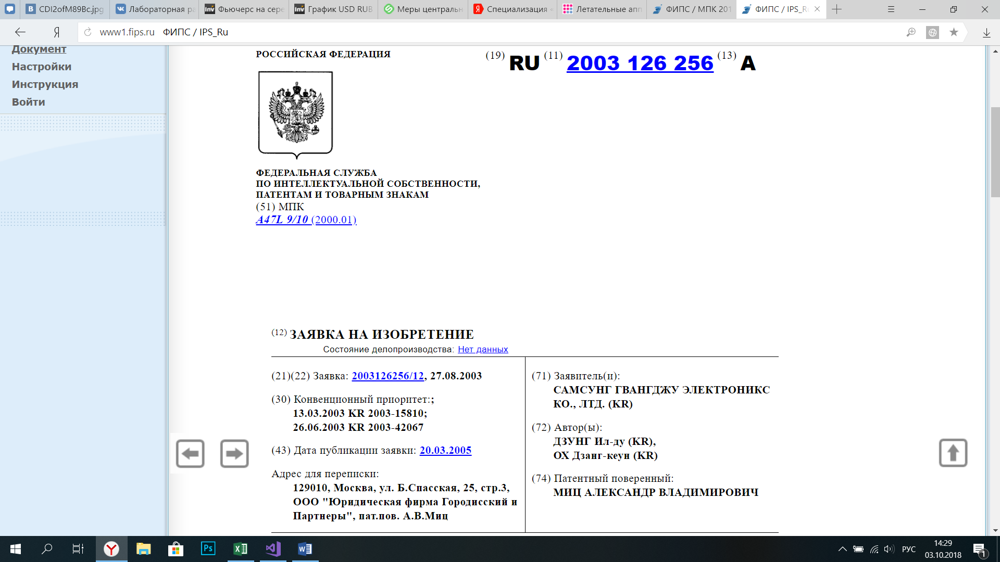 CDI2ofM89Bc.jpg
Лабораторная ра
Фьючерс на сере
График USD RUB
Меры центральн
Специализация «
Летательные апп
ФИПС / МПК 201
ФИПС / IPS_Ru
www1.fips.ru ФИПС / IPS_Ru
Документ
Настройки
Инструкция
Войти
РОССИЙСКАЯ ФЕДЕРАЦИЯ
(19) RU (11) 2003 126 256 (13) A
ФЕДЕРАЛЬНАЯ СЛУЖБА
ПО ИНТЕЛЛЕКТУАЛЬНОЙ СОБСТВЕННОСТИ,
ПАТЕНТАМ И ТОВАРНЫМ ЗНАКАМ
(51) МПК
A47L 9/10 (2000.01)
(12) ЗАЯВКА НА ИЗОБРЕТЕНИЕ
Состояние делопроизводства: Нет данных
(21)(22) Заявка: 2003126256/12, 27.08.2003
(30) Конвенционный приоритет:;
13.03.2003 KR 2003-15810;
26.06.2003 KR 2003-42067
(43) Дата публикации заявки: 20.03.2005
Адрес для переписки:
129010, Москва, ул. Б.Спасская, 25, стр.3,
ООО "Юридическая фирма Городисский и
Партнеры", пат.пов. А.В.Миц
(71) Заявитель(и):
САМСУНГ ГВАНГДЖУ ЭЛЕКТРОНИКС
КО., ЛТД. (KR)
(72) Автор(ы):
ДЗУНГ Ил-ду (KR),
ОХ Дзанг-кеун (KR)
(74) Патентный поверенный:
МИЦ АЛЕКСАНДР ВЛАДИМИРОВИЧ
РУС
14:29
03.10.2018
1